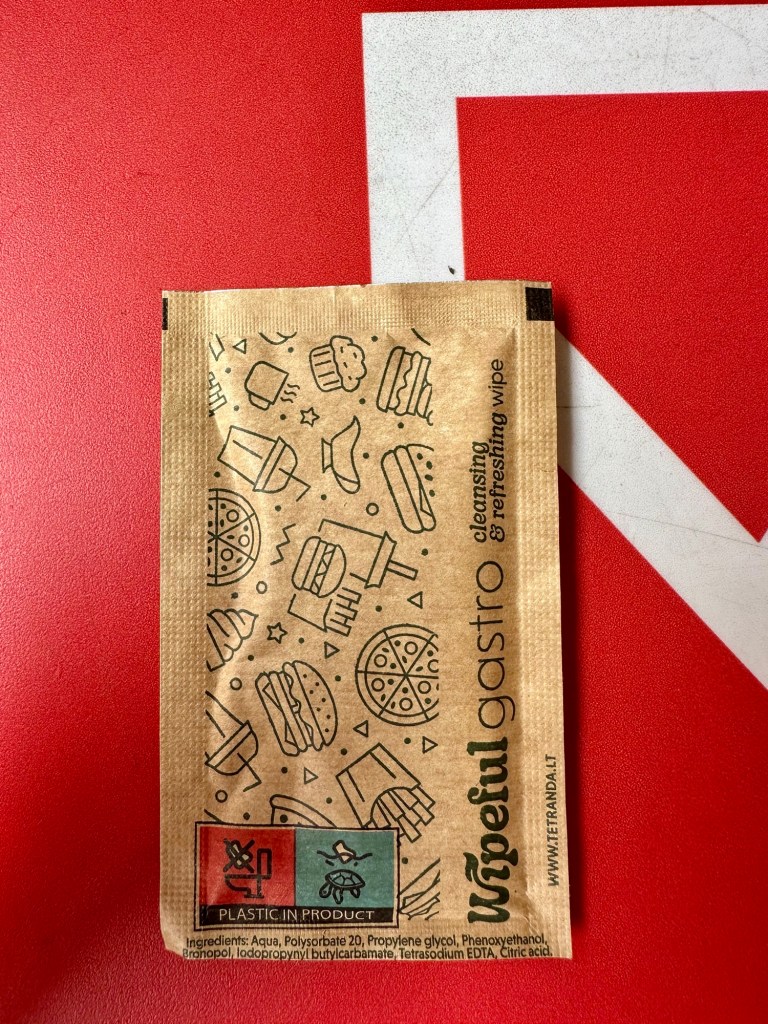 Wipeful gastro
cleansing
& refreshing wipe
WWW.TETRANDA.LT
PLASTIC IN PRODUCT
Ingredients: Aqua, Polysorbate 20, Propylene glycol, Phenoxyethanol,
Bronopol, Iodopropynyl butylcarbamate, Tetrasodium EDTA, Citric acid.